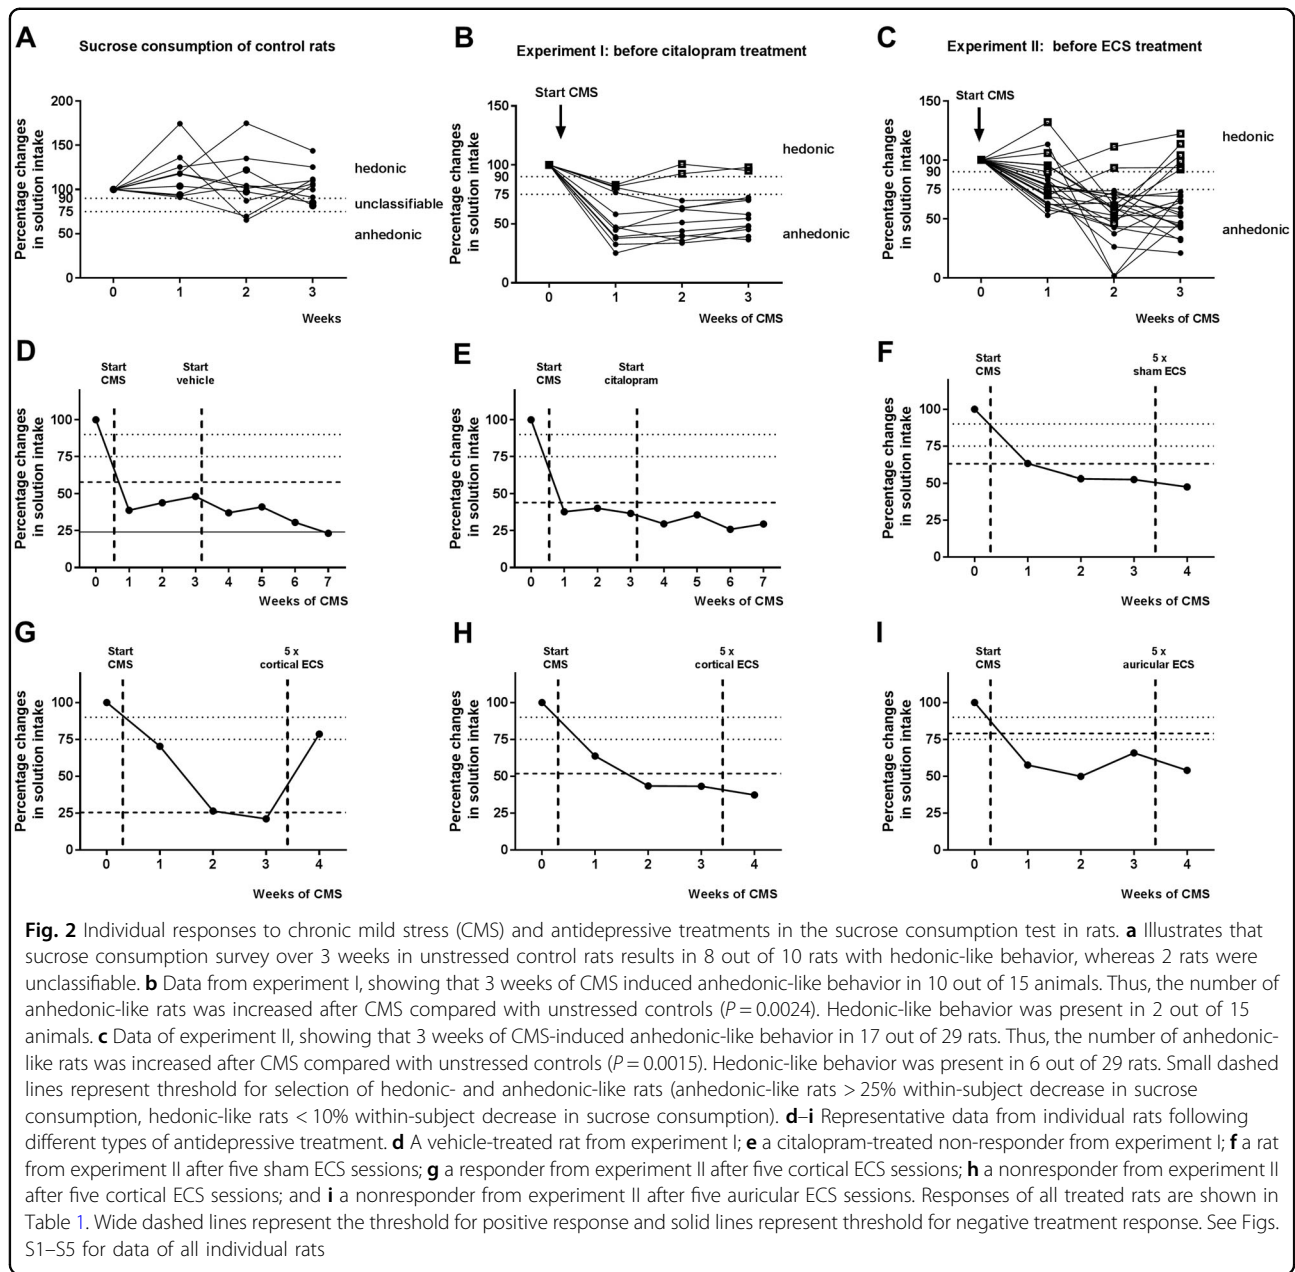 A
Sucrose consumption of control rats
Percentage changes
in solution intake
200
150
100
90
75
50
0
0 1 2 3
Weeks
hedonic
unclassifiable
anhedonic
B
Experiment I: before citalopram treatment
Start CMS
Percentage changes
in solution intake
150
100
90
75
50
0
0 1 2 3
Weeks of CMS
hedonic
anhedonic
C
Experiment II: before ECS treatment
Start CMS
Percentage changes
in solution intake
150
100
90
75
50
0
0 1 2 3
Weeks of CMS
hedonic
anhedonic
D
Start
CMS
Start
vehicle
Percentage changes
in solution intake
100
75
50
25
0
0 1 2 3 4 5 6 7
Weeks of CMS
E
Start
CMS
Start
citalopram
Percentage changes
in solution intake
100
75
50
25
0
0 1 2 3 4 5 6 7
Weeks of CMS
F
Start
CMS
5 x
sham ECS
Percentage changes
in solution intake
100
75
50
25
0
0 1 2 3 4
Weeks of CMS
G
Start
CMS
5 x
cortical ECS
Percentage changes
in solution intake
100
75
50
25
0
0 1 2 3 4
Weeks of CMS
H
Start
CMS
5 x
cortical ECS
Percentage changes
in solution intake
100
75
50
25
0
0 1 2 3 4
Weeks of CMS
I
Start
CMS
5 x
auricular ECS
Percentage changes
in solution intake
100
75
50
25
0
0 1 2 3 4
Weeks of CMS
Fig. 2 Individual responses to chronic mild stress (CMS) and antidepressive treatments in the sucrose consumption test in rats. a Illustrates that
sucrose consumption survey over 3 weeks in unstressed control rats results in 8 out of 10 rats with hedonic-like behavior, whereas 2 rats were
unclassifiable. b Data from experiment I, showing that 3 weeks of CMS induced anhedonic-like behavior in 10 out of 15 animals. Thus, the number of
anhedonic-like rats was increased after CMS compared with unstressed controls (P = 0.0024). Hedonic-like behavior was present in 2 out of 15
animals. c Data of experiment II, showing that 3 weeks of CMS-induced anhedonic-like behavior in 17 out of 29 rats. Thus, the number of anhedonic-
like rats was increased after CMS compared with unstressed controls (P = 0.0015). Hedonic-like behavior was present in 6 out of 29 rats. Small dashed
lines represent threshold for selection of hedonic- and anhedonic-like rats (anhedonic-like rats > 25% within-subject decrease in sucrose
consumption, hedonic-like rats < 10% within-subject decrease in sucrose consumption). d–i Representative data from individual rats following
different types of antidepressive treatment. d A vehicle-treated rat from experiment I; e a citalopram-treated non-responder from experiment I; f a rat
from experiment II after five sham ECS sessions; g a responder from experiment II after five cortical ECS sessions; h a nonresponder from experiment II
after five cortical ECS sessions; and i a nonresponder from experiment II after five auricular ECS sessions. Responses of all treated rats are shown in
Table 1. Wide dashed lines represent the threshold for positive response and solid lines represent threshold for negative treatment response. See Figs.
S1–S5 for data of all individual rats